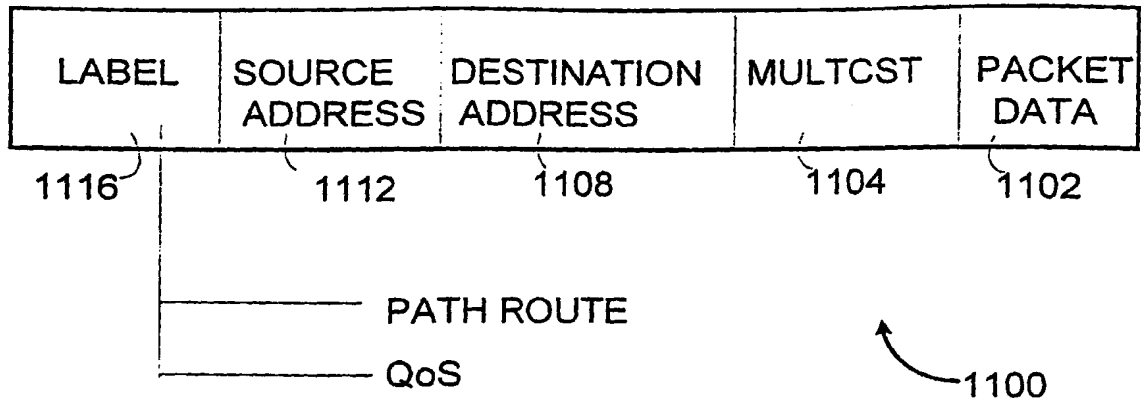 LABEL
SOURCE
ADDRESS
DESTINATION
ADDRESS
MULTCST
PACKET
DATA
1116
1112
1108
1104
1102
PATH ROUTE
QoS
1100